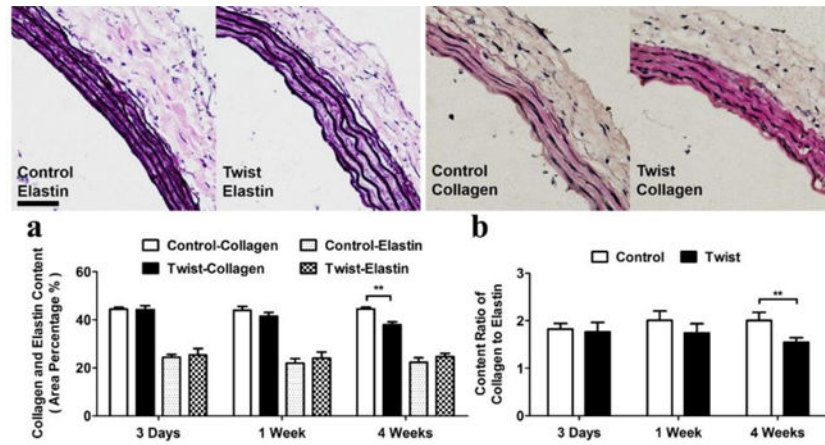 Control
Elastin
Twist
Elastin
Control
Collagen
Twist
Collagen
a
Control-Collagen
Control-Elastin
Twist-Collagen
Twist-Elastin
Collagen and Elastin Content
( Area Percentage % )
60
40
20
0
**
3 Days
1 Week
4 Weeks
b
Control
Twist
Content Ratio of
Collagen to Elastin
3
2
1
0
**
3 Days
1 Week
4 Weeks